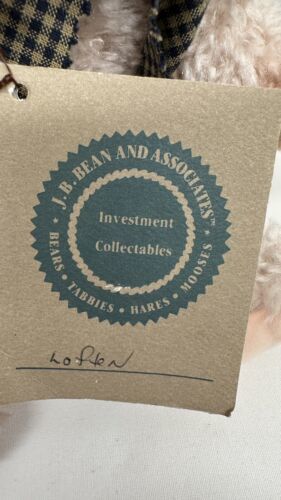 J. B. BEAN AND ASSOCIATES™
Investment
Collectables
BEARS • TABBIES • HARES • MOOSES
Lofton